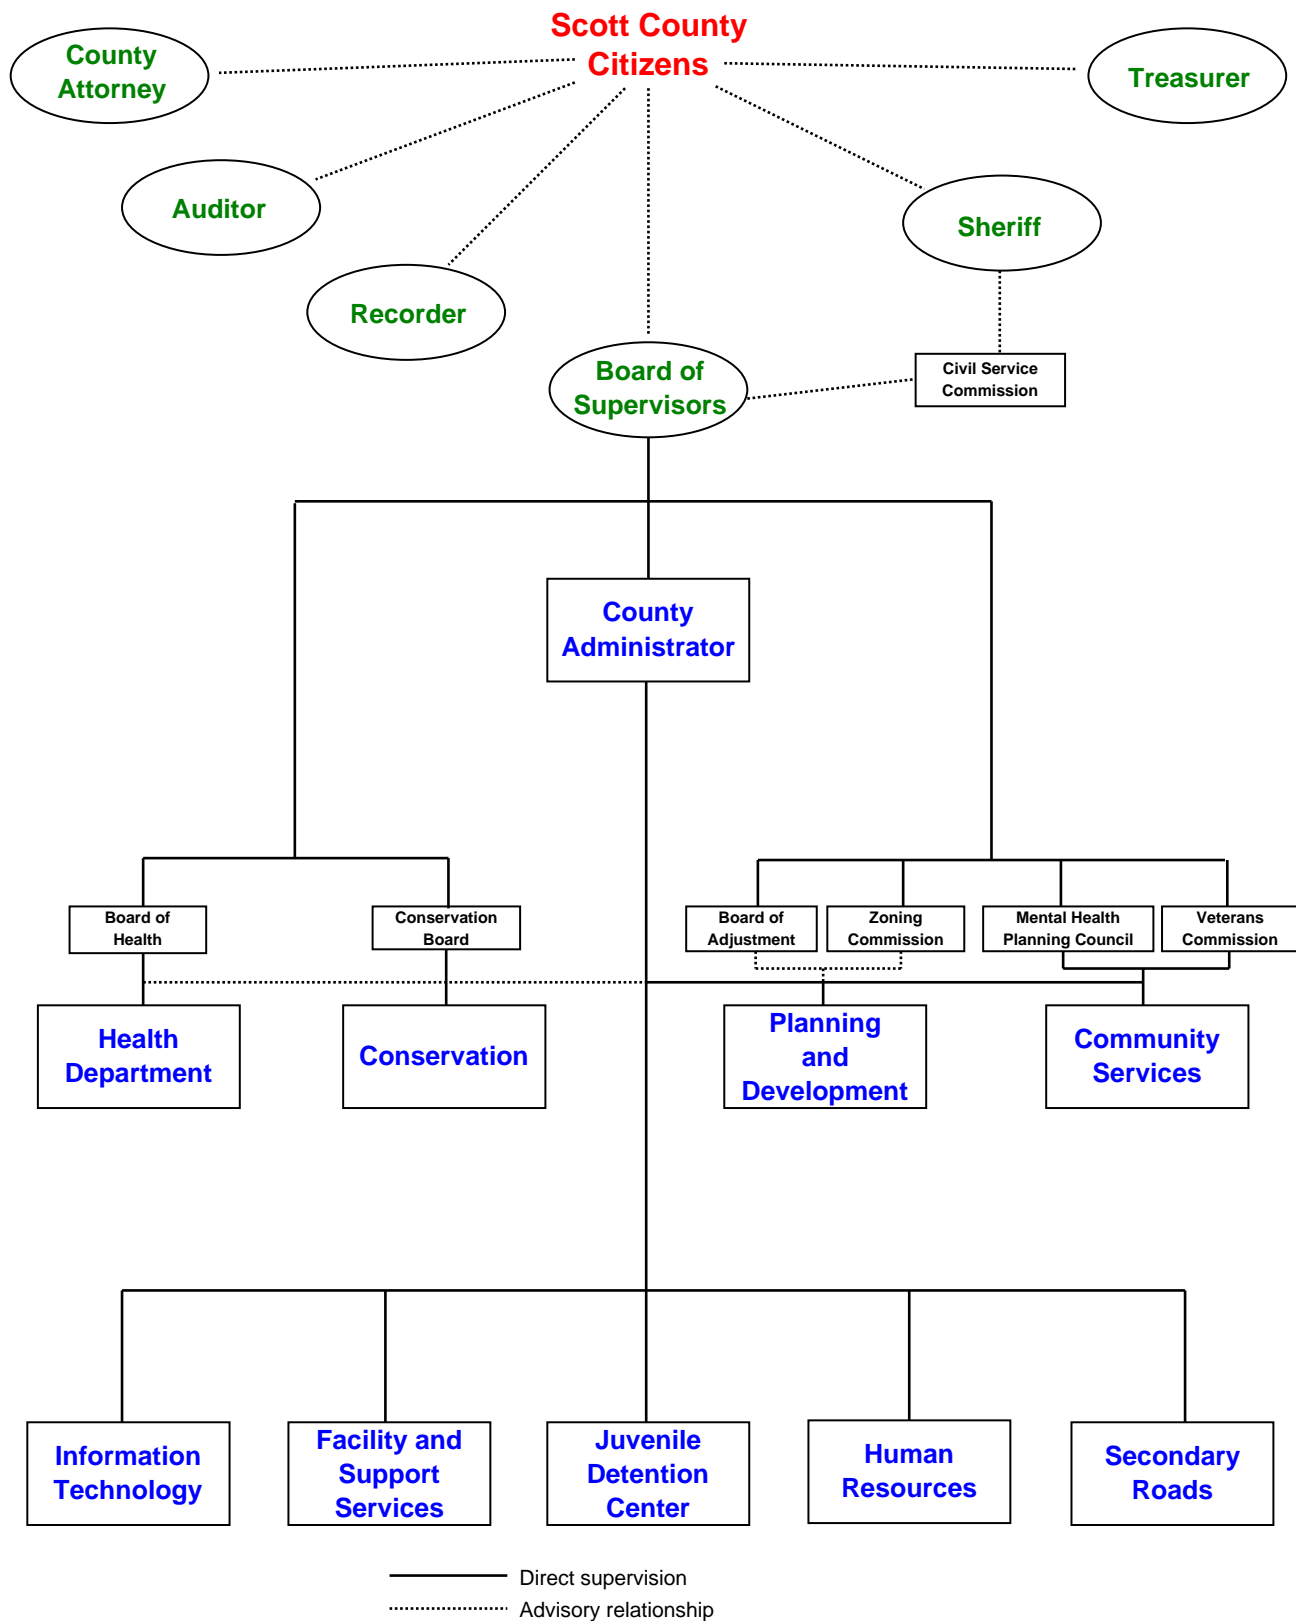 Scott County
Citizens
County
Attorney
Treasurer
Auditor
Sheriff
Recorder
Board of
Supervisors
Civil Service
Commission
County
Administrator
Board of
Health
Conservation
Board
Board of
Adjustment
Zoning
Commission
Mental Health
Planning Council
Veterans
Commission
Health
Department
Conservation
Planning
and
Development
Community
Services
Information
Technology
Facility and
Support
Services
Juvenile
Detention
Center
Human
Resources
Secondary
Roads
Direct supervision
Advisory relationship